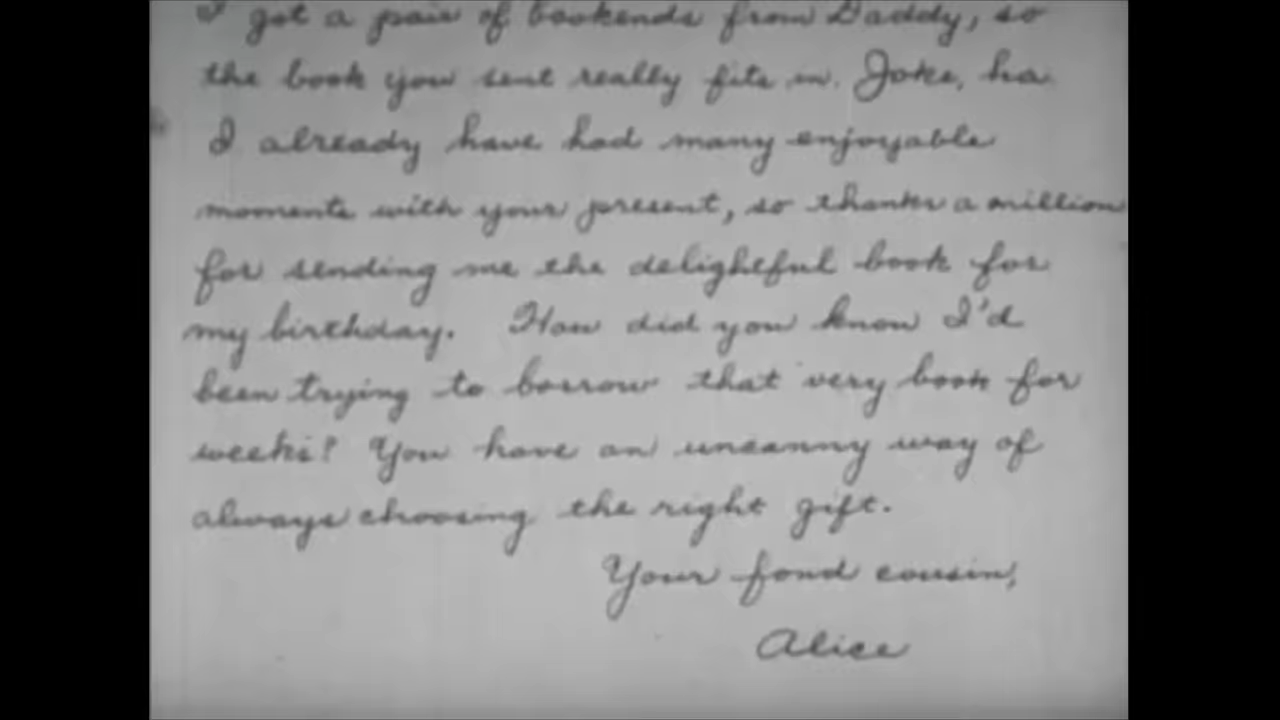 I got a pair of bookends from Daddy, so
the book you sent really fits in. Joke, ha
I already have had many enjoyable
moments with your present, so thanks a million
for sending me the delightful book for
my birthday. How did you know I'd
been trying to borrow that very book for
weeks? You have an uncanny way of
always choosing the right gift.
Your fond cousin,
Alice